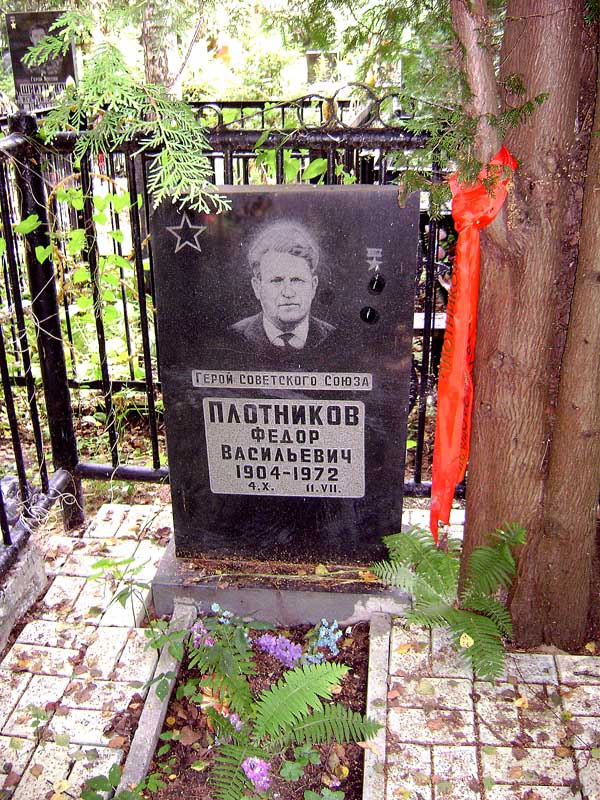 Герой Советского Союза
ПЛОТНИКОВ
ФЕДОР
ВАСИЛЬЕВИЧ
1904-1972
4.X. 11.VII.